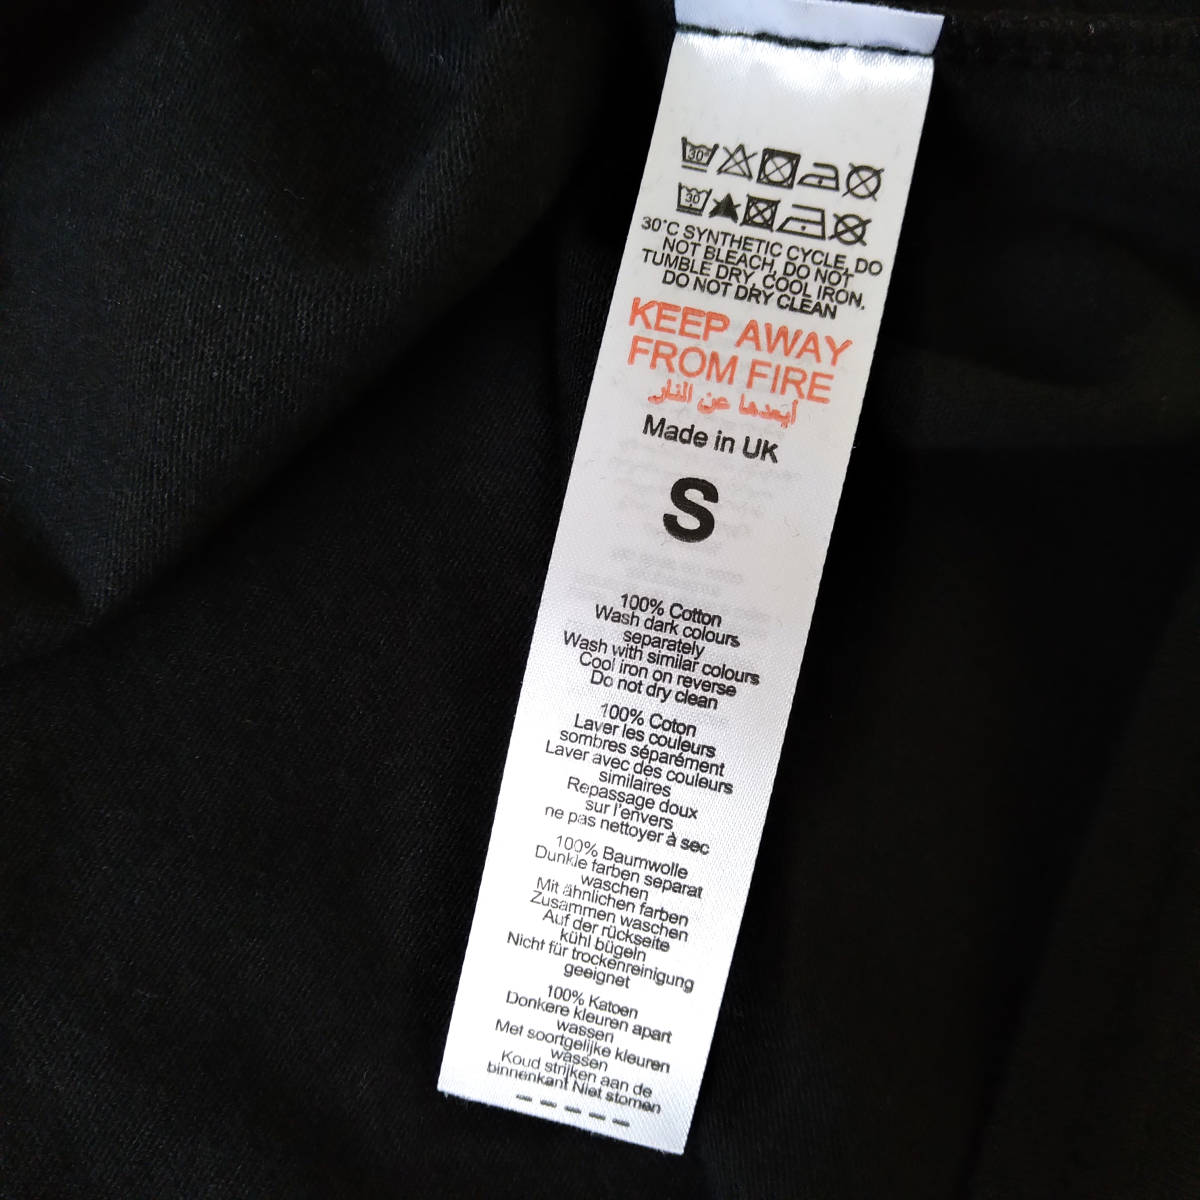 30°
30
30°C SYNTHETIC CYCLE, DO
NOT BLEACH, DO NOT
TUMBLE DRY, COOL IRON,
DO NOT DRY CLEAN
KEEP AWAY
FROM FIRE
أبعدها عن النار
Made in UK
S
100% Cotton
Wash dark colours
separately
Wash with similar colours
Cool iron on reverse
Do not dry clean
100% Coton
Laver les couleurs
sombres séparément
Laver avec des couleurs
similaires
Repassage doux
sur l'envers
ne pas nettoyer à sec
100% Baumwolle
Dunkle farben separat
waschen
Mit ähnlichen farben
Zusammen waschen
Auf der rückseite
kühl bügeln
Nicht für trockenreinigung
geeignet
100% Katoen
Donkere kleuren apart
wassen
Met soortgelijke kleuren
wassen
Koud strijken aan de
binnenkant Niet stomen